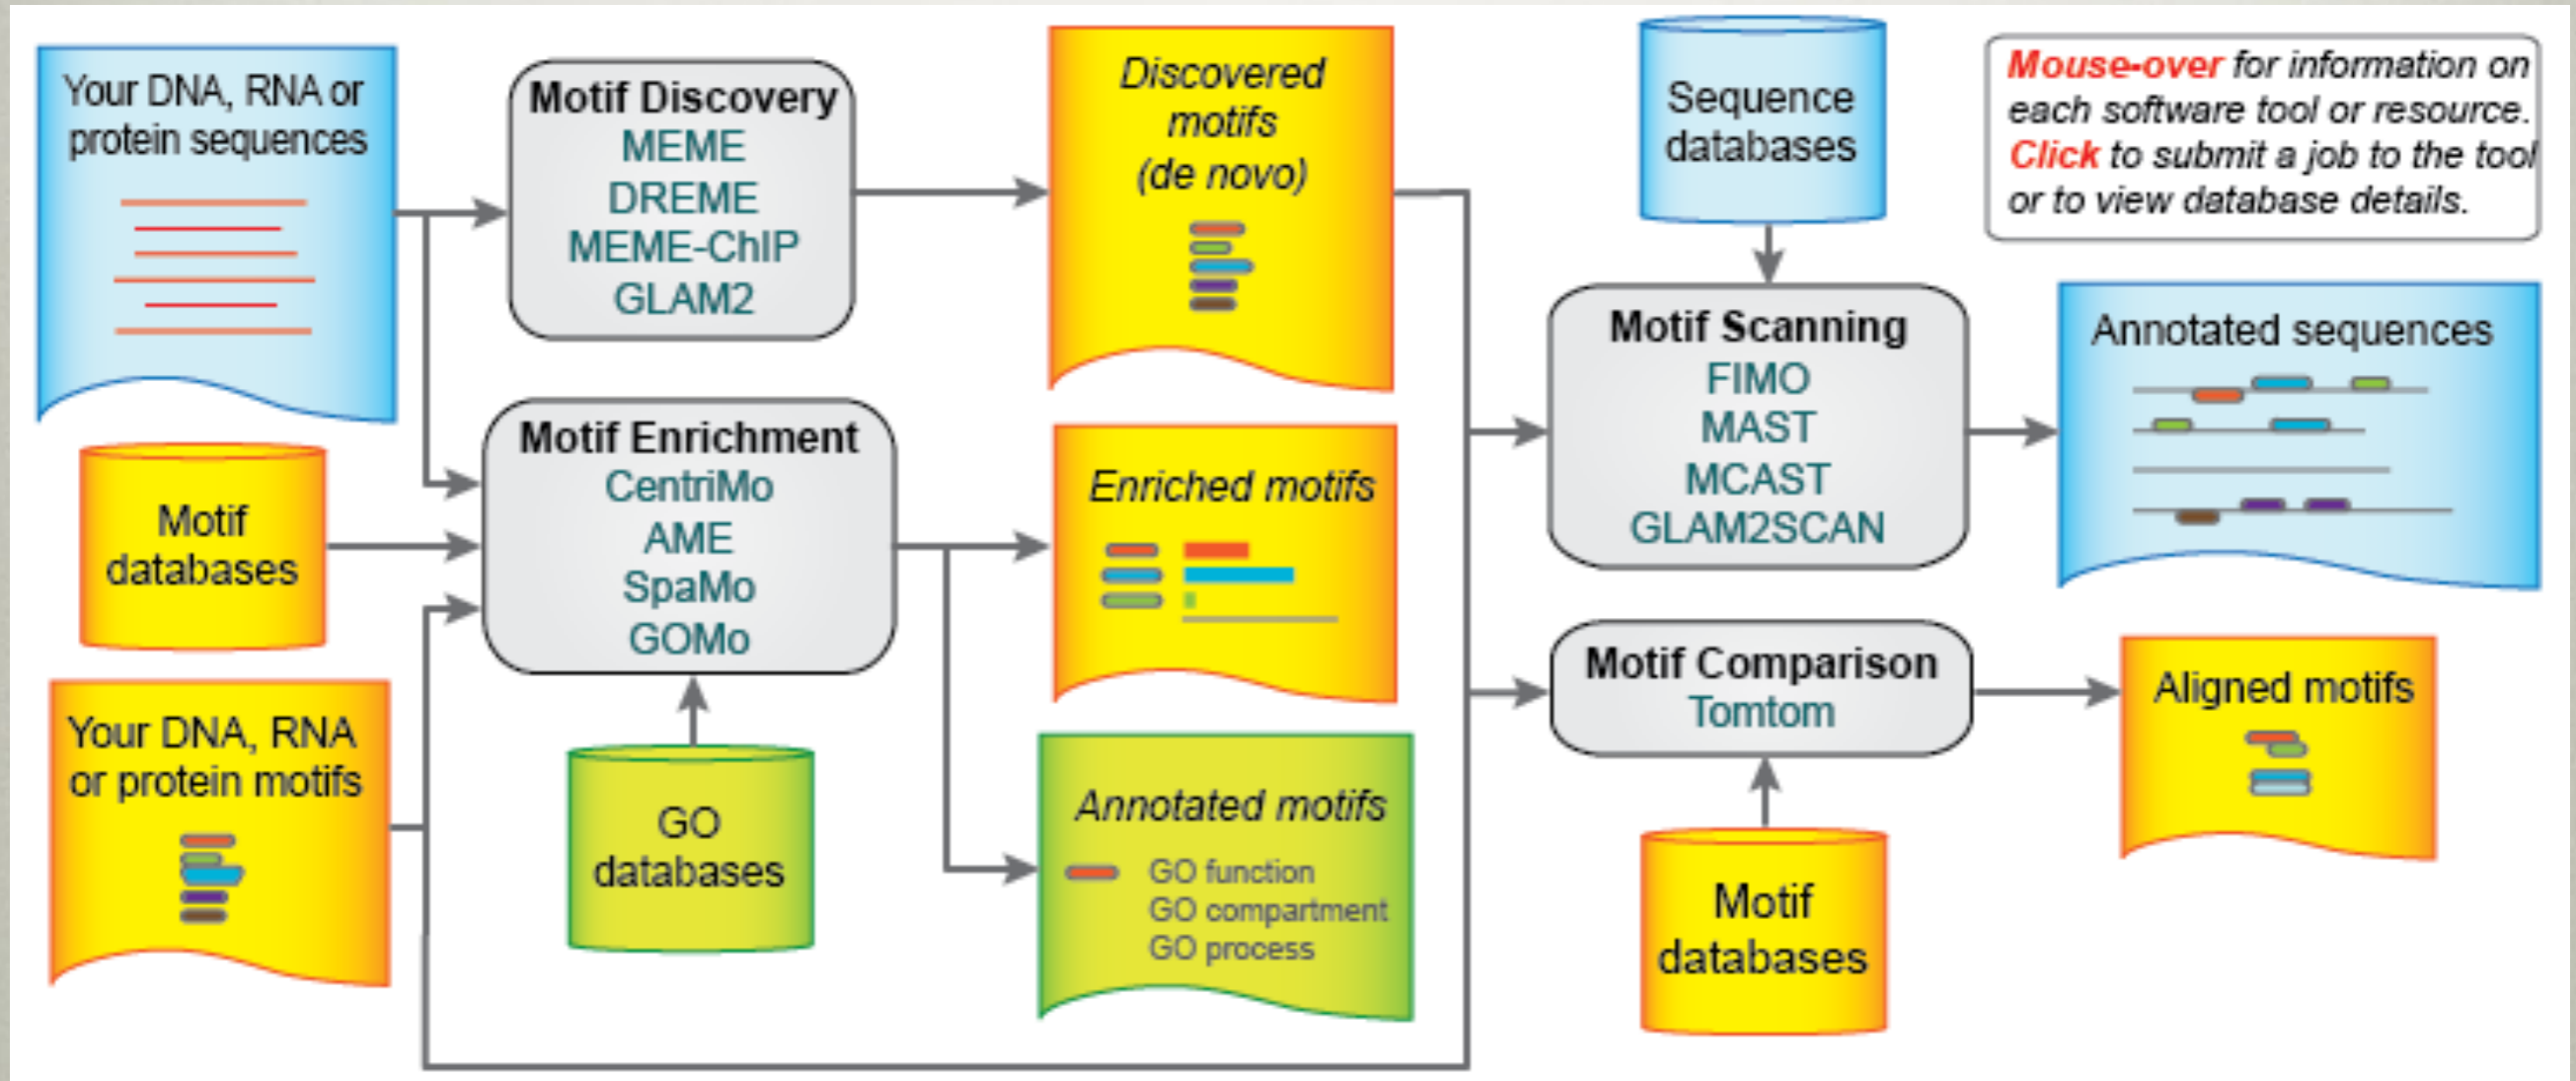 Your DNA, RNA or
protein sequences
Motif
databases
Your DNA, RNA
or protein motifs
Motif Discovery
MEME
DREME
MEME-ChIP
GLAM2
Motif Enrichment
CentriMo
AME
SpaMo
GOMo
GO
databases
Discovered
motifs
(de novo)
Enriched motifs
Annotated motifs
GO function
GO compartment
GO process
Sequence
databases
Motif Scanning
FIMO
MAST
MCAST
GLAM2SCAN
Motif Comparison
Tomtom
Motif
databases
Mouse-over for information on
each software tool or resource.
Click to submit a job to the tool
or to view database details.
Annotated sequences
Aligned motifs